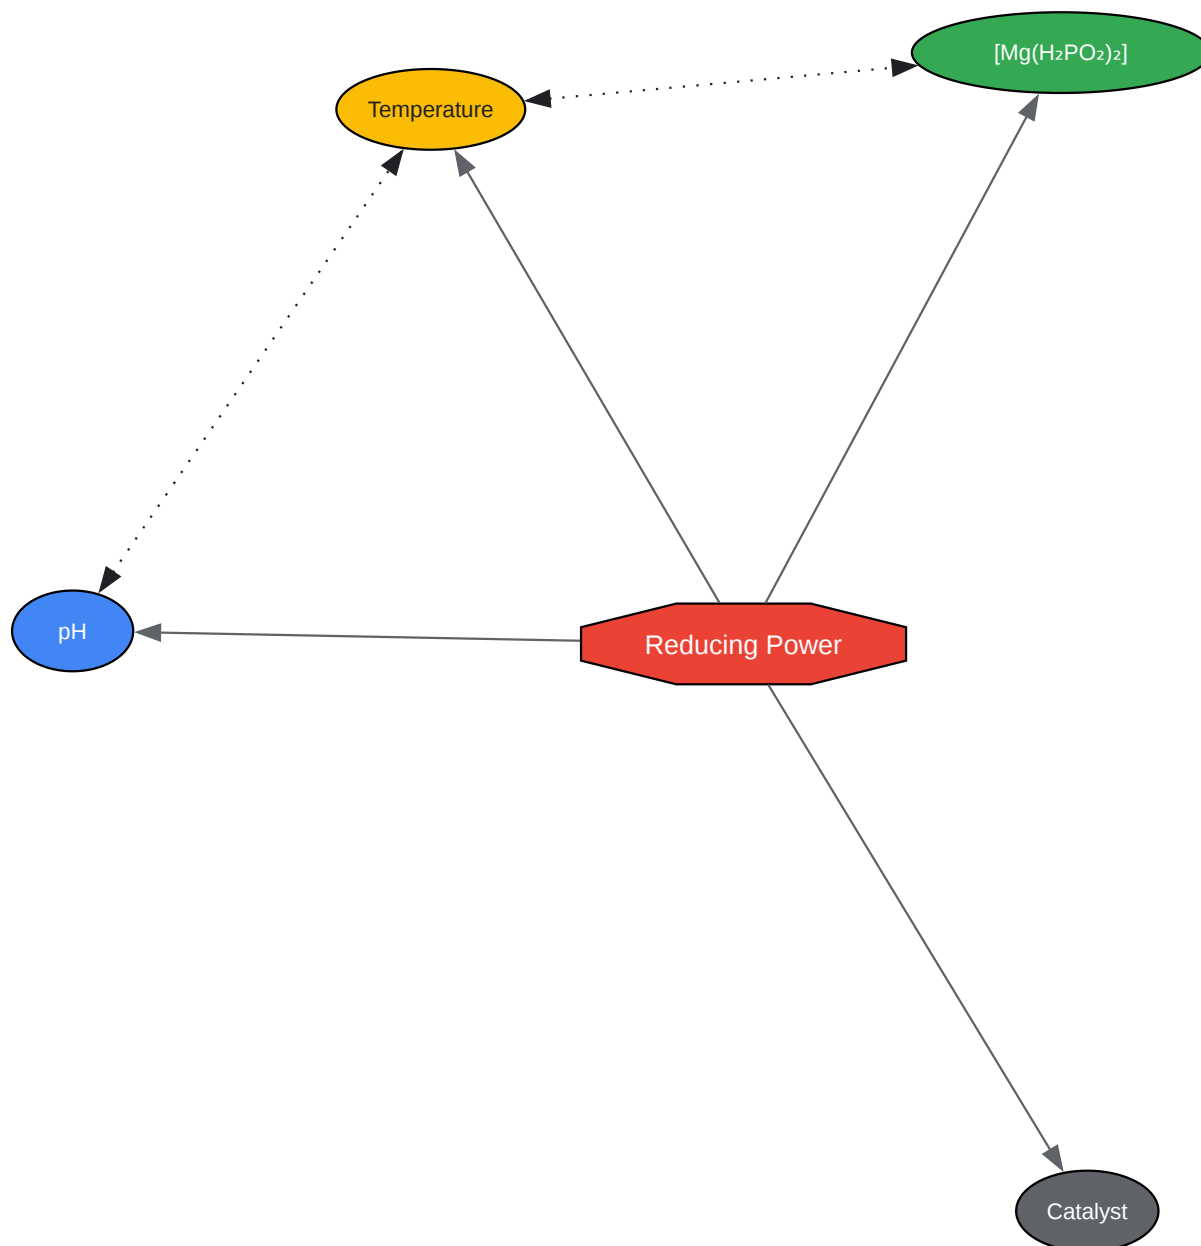 [Mg(H₂PO₂)₂]
Temperature
pH
Reducing Power
Catalyst